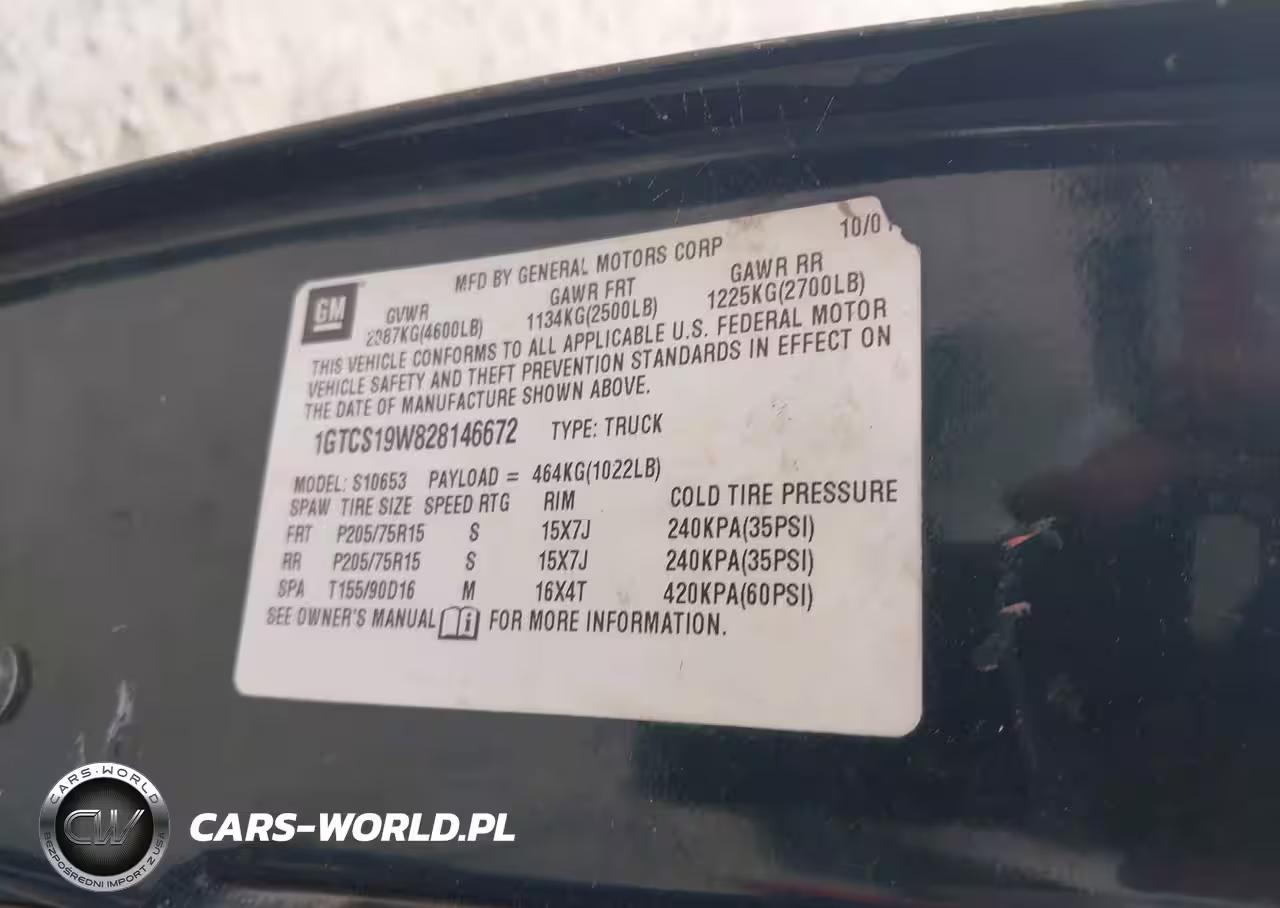 MFD BY GENERAL MOTORS CORP 10/0
GM GVWR GAWR FRT GAWR RR
2087KG(4600LB) 1134KG(2500LB) 1225KG(2700LB)
THIS VEHICLE CONFORMS TO ALL APPLICABLE U.S. FEDERAL MOTOR
VEHICLE SAFETY AND THEFT PREVENTION STANDARDS IN EFFECT ON
THE DATE OF MANUFACTURE SHOWN ABOVE.
1GTCS19W828146672 TYPE: TRUCK
MODEL: S10653 PAYLOAD = 464KG(1022LB)
SPAW TIRE SIZE SPEED RTG RIM COLD TIRE PRESSURE
FRT P205/75R15 S 15X7J 240KPA(35PSI)
RR P205/75R15 S 15X7J 240KPA(35PSI)
SPA T155/90D16 M 16X4T 420KPA(60PSI)
SEE OWNER'S MANUAL i FOR MORE INFORMATION.
CARS-WORLD
CW
BEZPOŚREDNI IMPORT Z USA
CARS-WORLD.PL